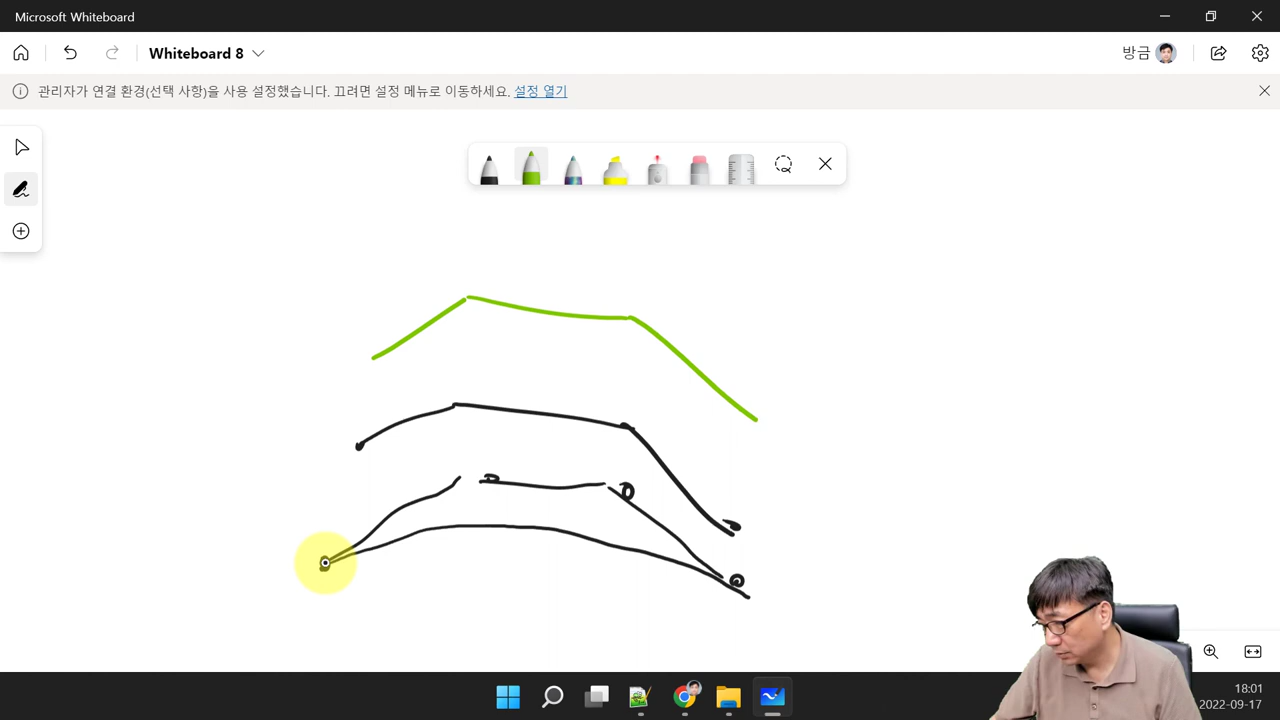 Microsoft Whiteboard
Whiteboard 8
방금
관리자가 연결 환경(선택 사항)을 사용 설정했습니다. 끄려면 설정 메뉴로 이동하세요. 설정 열기
18:01
2022-09-17